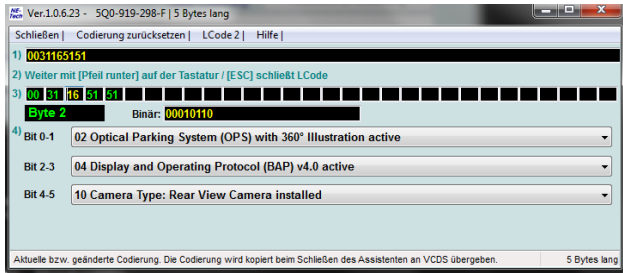 NE-Tech Ver.1.0.6.23 - 5Q0-919-298-F | 5 Bytes lang
Schließen | Codierung zurücksetzen | LCode 2 | Hilfe |
1) 0031165151
2) Weiter mit [Pfeil runter] auf der Tastatur / [ESC] schließt LCode
3) 00 31 16 51 51
Byte 2 Binär: 00010110
4) Bit 0-1 02 Optical Parking System (OPS) with 360° Illustration active
Bit 2-3 04 Display and Operating Protocol (BAP) v4.0 active
Bit 4-5 10 Camera Type: Rear View Camera installed
Aktuelle bzw. geänderte Codierung. Die Codierung wird kopiert beim Schließen des Assistenten an VCDS übergeben. 5 Bytes lang